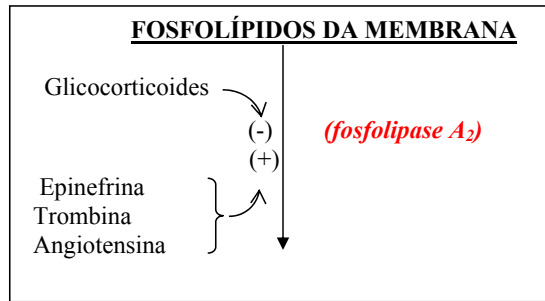 FOSFOLÍPIDOS DA MEMBRANA
Glicocorticoides
(-)
(fosfolipase A₂)
(+)
Epinefrina
Trombina
Angiotensina